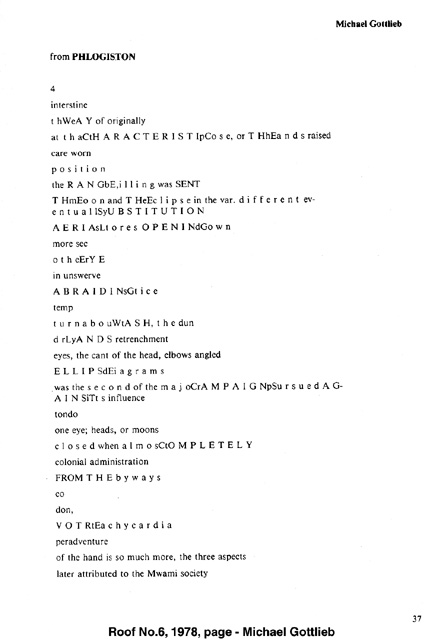 Michael Gottlieb
from PHLOGISTON
4
interstine
t hWeA Y of originally
at t h aCtH A R A C T E R I S T IpCo s e, or T HhEa n d s raised
care worn
p o s i t i o n
the R A N GbE,i l l i n g was SENT
T HmEo o n and T HeEc l i p s e in the var. d i f f e r e n t ev-
e n t u a l lSyU B S T I T U T I O N
A E R I AsLt o r e s O P E N I NdGo w n
more see
o t h eErY E
in unswerve
A B R A I D I NsGt i c e
temp
t u r n a b o uWtA S H, t h e dun
d rLyA N D S retrenchment
eyes, the cant of the head, elbows angled
E L L I P SdEi a g r a m s
was the s e c o n d of the m a j oCrA M P A I G NpSu r s u e d A G-
A I N SiTt s influence
tondo
one eye; heads, or moons
c l o s e d when a l m o sCtO M P L E T E L Y
colonial administration
FROM T H E b y w a y s
co
don,
V O T RtEa c h y c a r d i a
peradventure
of the hand is so much more, the three aspects
later attributed to the Mwami society
37
Roof No.6, 1978, page - Michael Gottlieb